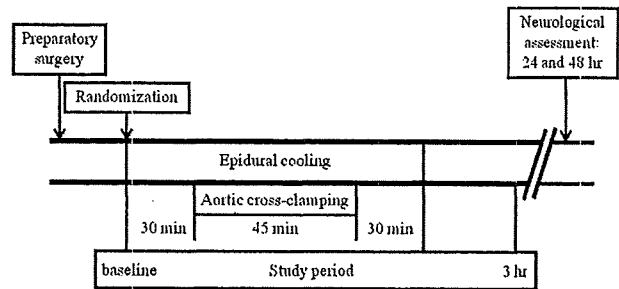 Neurological
assessment:
24 and 48 hr
Preparatory
surgery
Randomization
Epidural cooling
Aortic cross-clamping
30 min
45 min
30 min
baseline
Study period
3 hr